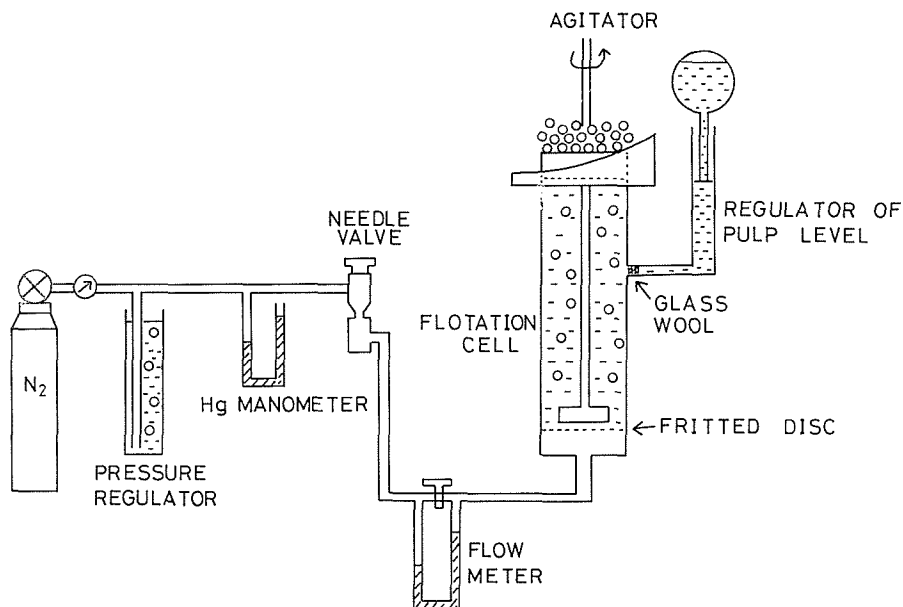 AGITATOR
NEEDLE
VALVE
REGULATOR OF
PULP LEVEL
GLASS
WOOL
FLOTATION
CELL
N2
Hg MANOMETER
FRITTED DISC
PRESSURE
REGULATOR
FLOW
METER